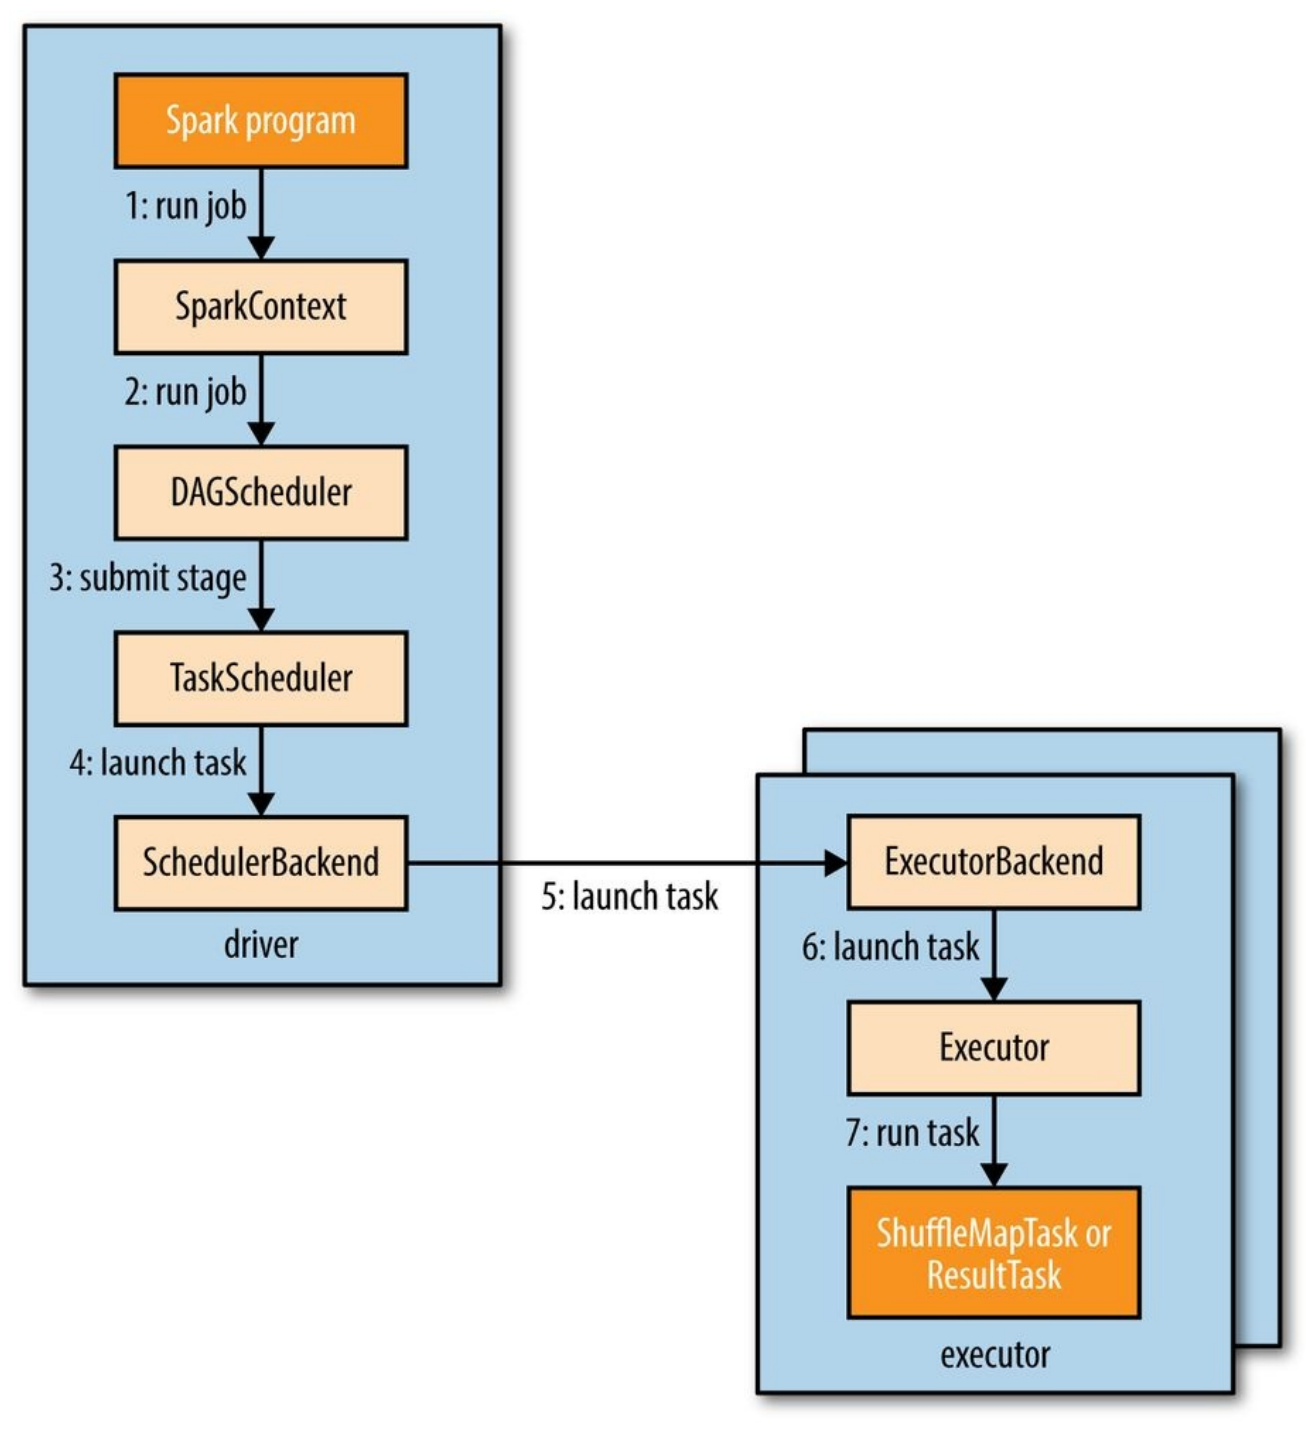 Spark program
1: run job
SparkContext
2: run job
DAGScheduler
3: submit stage
TaskScheduler
4: launch task
SchedulerBackend
driver
5: launch task
ExecutorBackend
6: launch task
Executor
7: run task
ShuffleMapTask or
ResultTask
executor